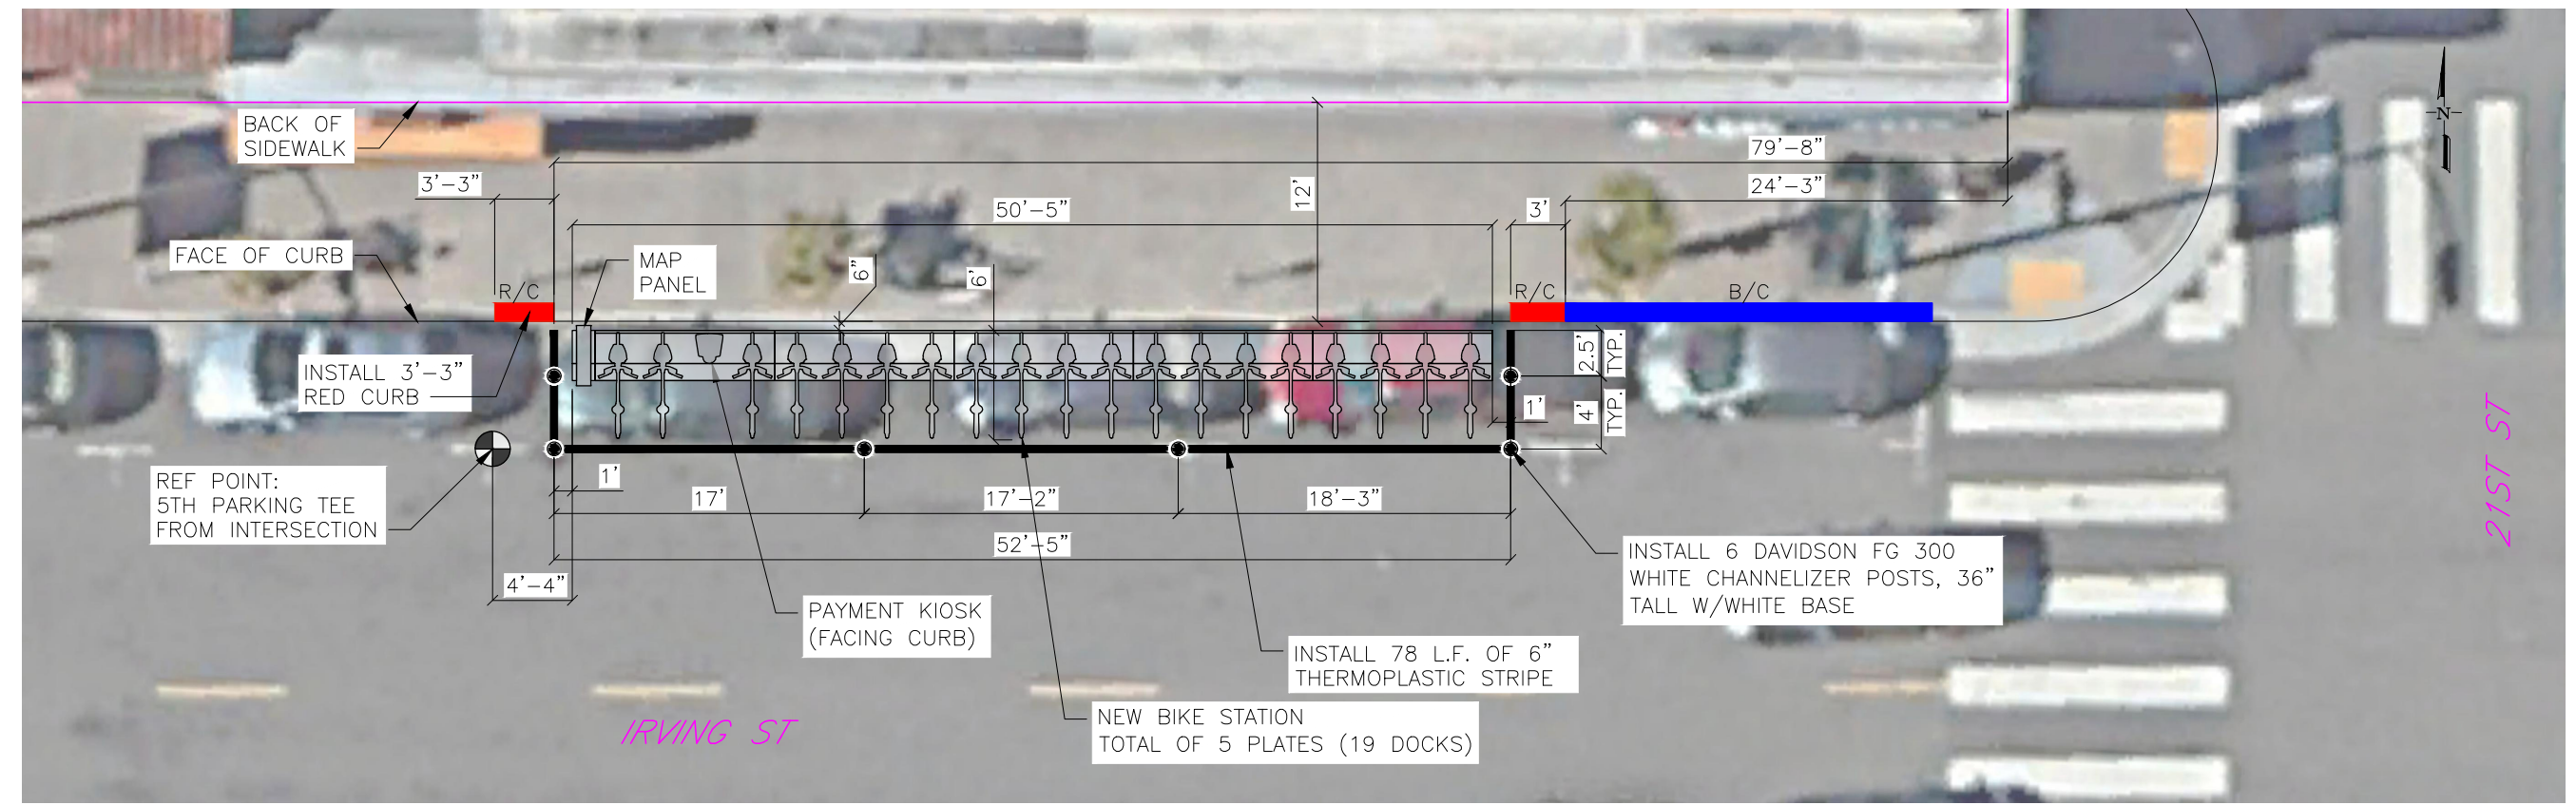 BACK OF
SIDEWALK
3'-3"
79'-8"
24'-3"
N
12'
50'-5"
3'
FACE OF CURB
MAP
PANEL
6"
6'
R/C
R/C
B/C
INSTALL 3'-3"
RED CURB
2.5'
TYP.
4'
TYP.
1'
REF POINT:
5TH PARKING TEE
FROM INTERSECTION
1'
17'
17'-2"
18'-3"
52'-5"
4'-4"
21ST ST
INSTALL 6 DAVIDSON FG 300
WHITE CHANNELIZER POSTS, 36"
TALL W/WHITE BASE
PAYMENT KIOSK
(FACING CURB)
INSTALL 78 L.F. OF 6"
THERMOPLASTIC STRIPE
IRVING ST
NEW BIKE STATION
TOTAL OF 5 PLATES (19 DOCKS)